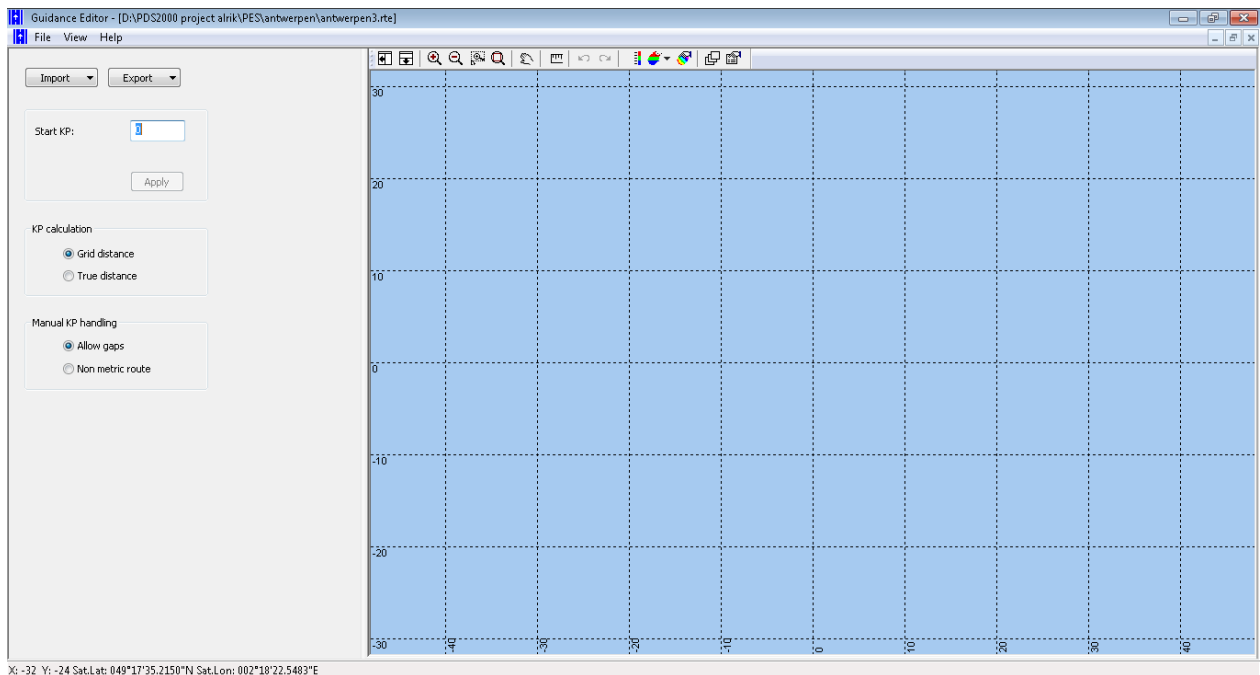 Guidance Editor - [D:\PDS2000 project alrik\PES\antwerpen\antwerpen3.rte]
File View Help
Import Export
Start KP: 0
Apply
KP calculation
Grid distance
True distance
Manual KP handling
Allow gaps
Non metric route
30
20
10
0
-10
-20
-30
-40 -30 -20 -10 0 10 20 30 40
X: -32 Y: -24 Sat.Lat: 049°17'35.2150"N Sat.Lon: 002°18'22.5483"E